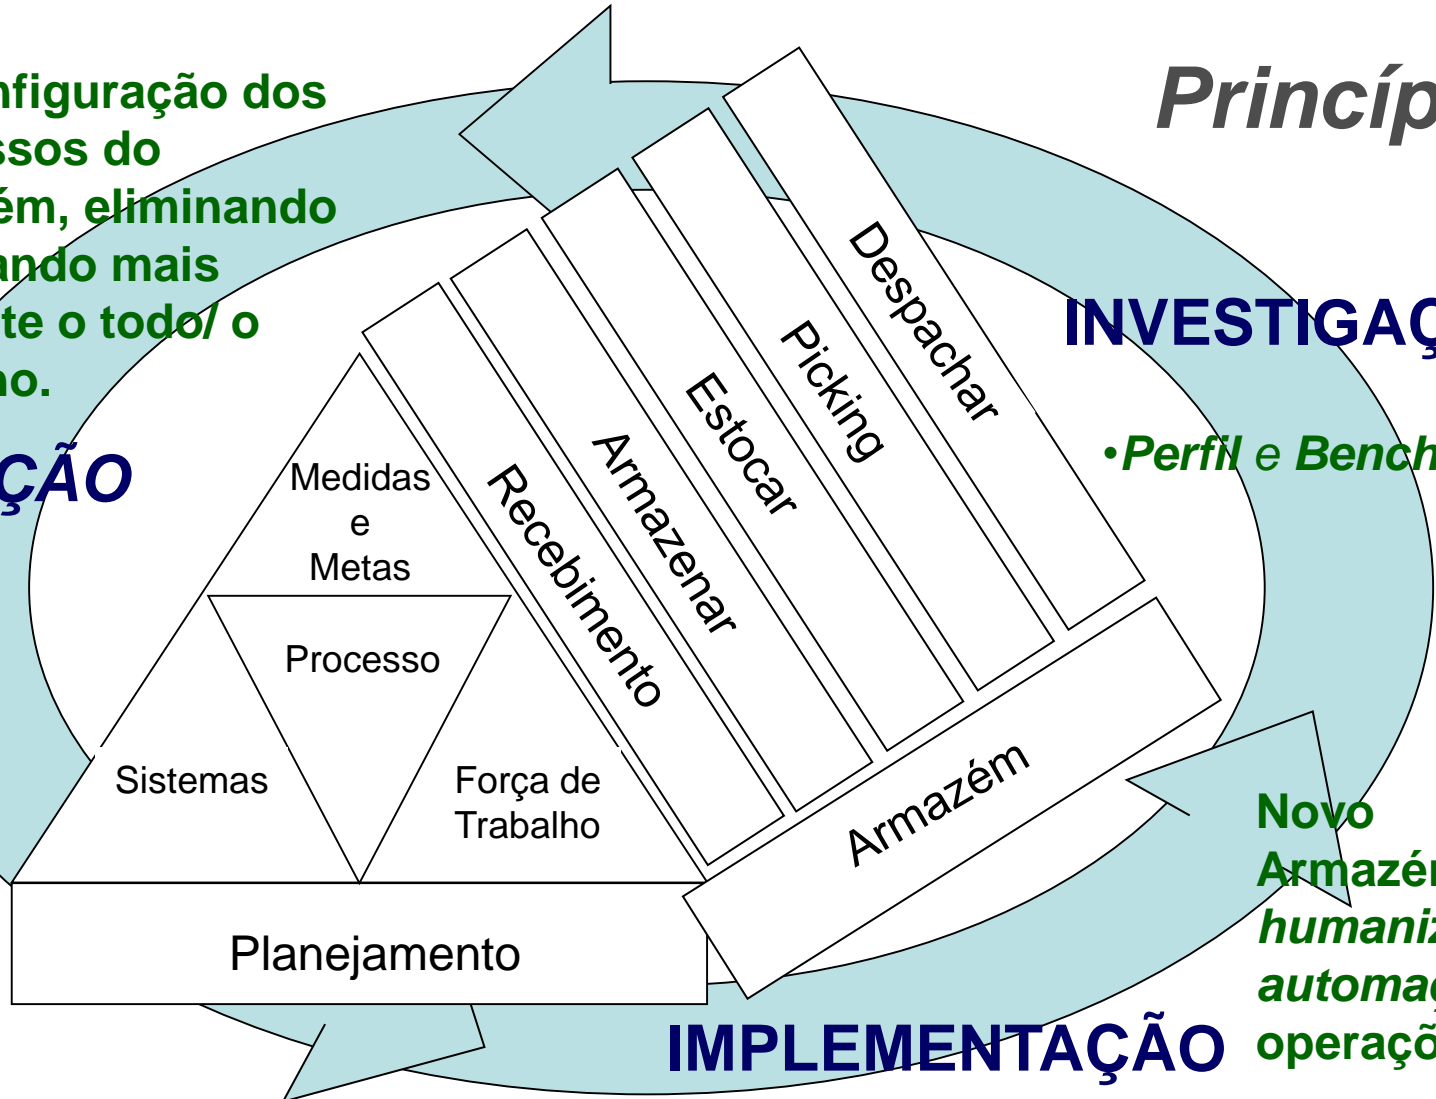 Princíp
nfiguração dos
ssos do
ém, eliminando
ando mais
te o todo/ o
no.
ÇÃO
Despachar
Picking
Estocar
Armazenar
Recebimento
INVESTIGAÇ
•Perfil e Bench
Medidas
e
Metas
Processo
Sistemas
Força de
Trabalho
Armazém
Planejamento
IMPLEMENTAÇÃO
Novo
Armazém
humaniz
automaç
operaçõ